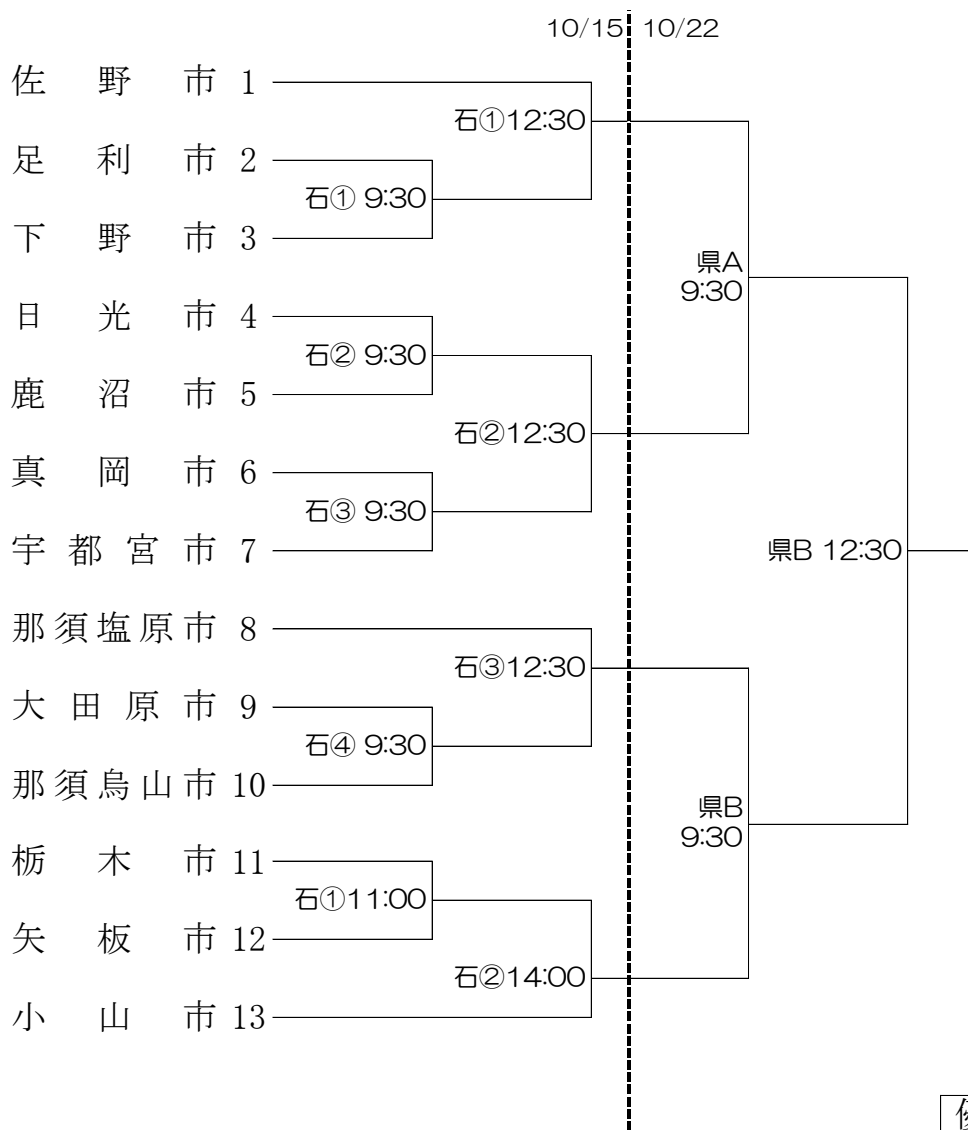 10/15 10/22
佐野市 1
石①12:30
足利市 2
石① 9:30
下野市 3
県A
9:30
日光市 4
石② 9:30
鹿沼市 5
石②12:30
真岡市 6
石③ 9:30
宇都宮市 7
県B 12:30
那須塩原市 8
石③12:30
大田原市 9
石④ 9:30
那須烏山市 10
県B
9:30
栃木市 11
石①11:00
矢板市 12
石②14:00
小山市 13